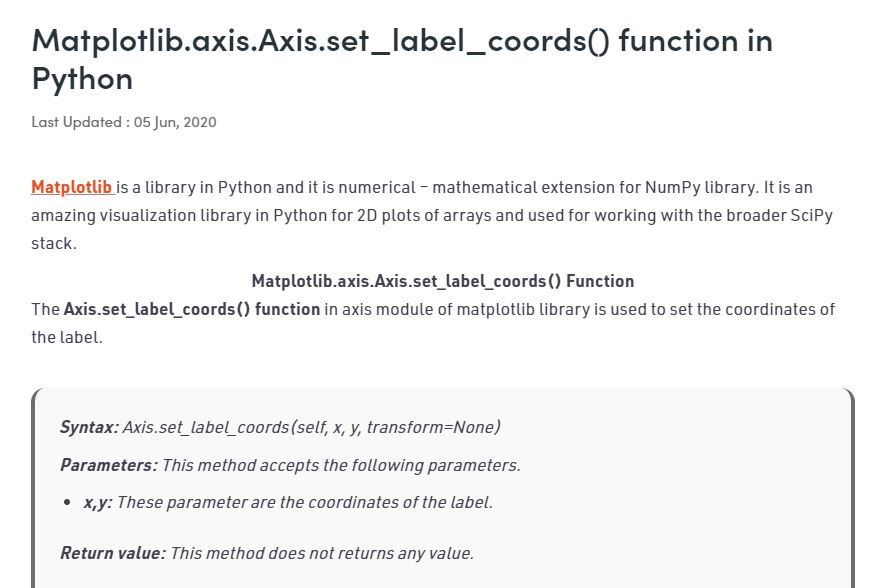 Matplotlib.axis.Axis.set_label_coords() function in
Python
Last Updated : 05 Jun, 2020
Matplotlib is a library in Python and it is numerical – mathematical extension for NumPy library. It is an
amazing visualization library in Python for 2D plots of arrays and used for working with the broader SciPy
stack.
Matplotlib.axis.Axis.set_label_coords() Function
The Axis.set_label_coords() function in axis module of matplotlib library is used to set the coordinates of
the label.
Syntax: Axis.set_label_coords(self, x, y, transform=None)
Parameters: This method accepts the following parameters.
• x,y: These parameter are the coordinates of the label.
Return value: This method does not returns any value.